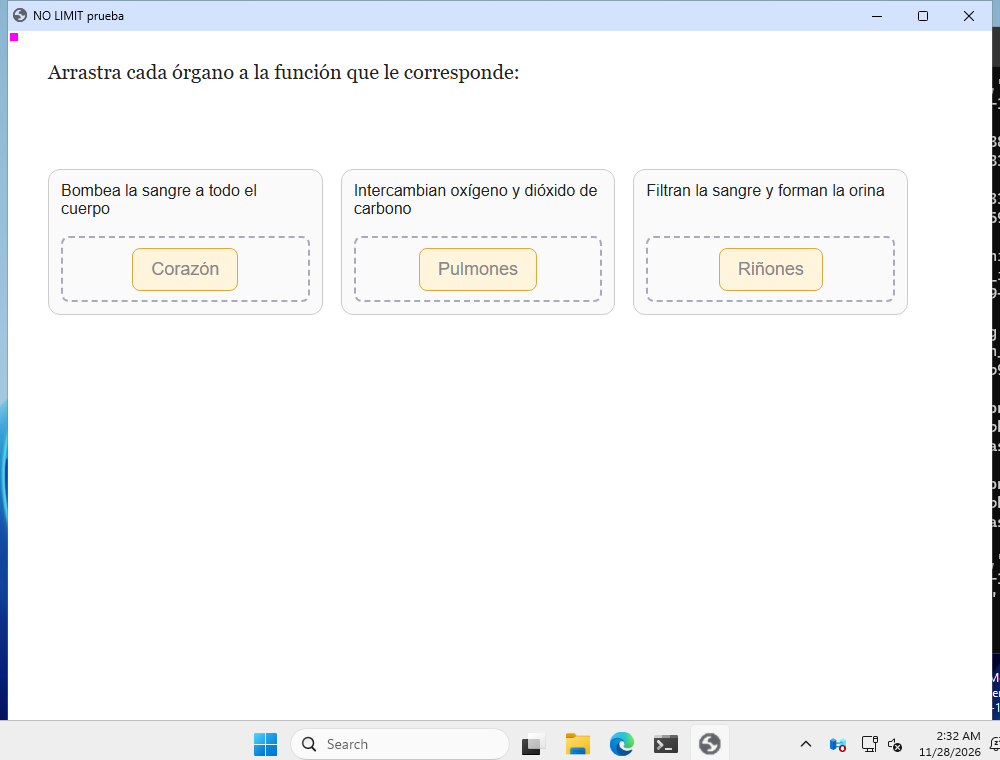 NO LIMIT prueba
Arrastra cada órgano a la función que le corresponde:
Bombea la sangre a todo el
cuerpo
Corazón
Intercambian oxígeno y dióxido de
carbono
Pulmones
Filtran la sangre y forman la orina
Riñones
Search
2:32 AM
11/28/2026